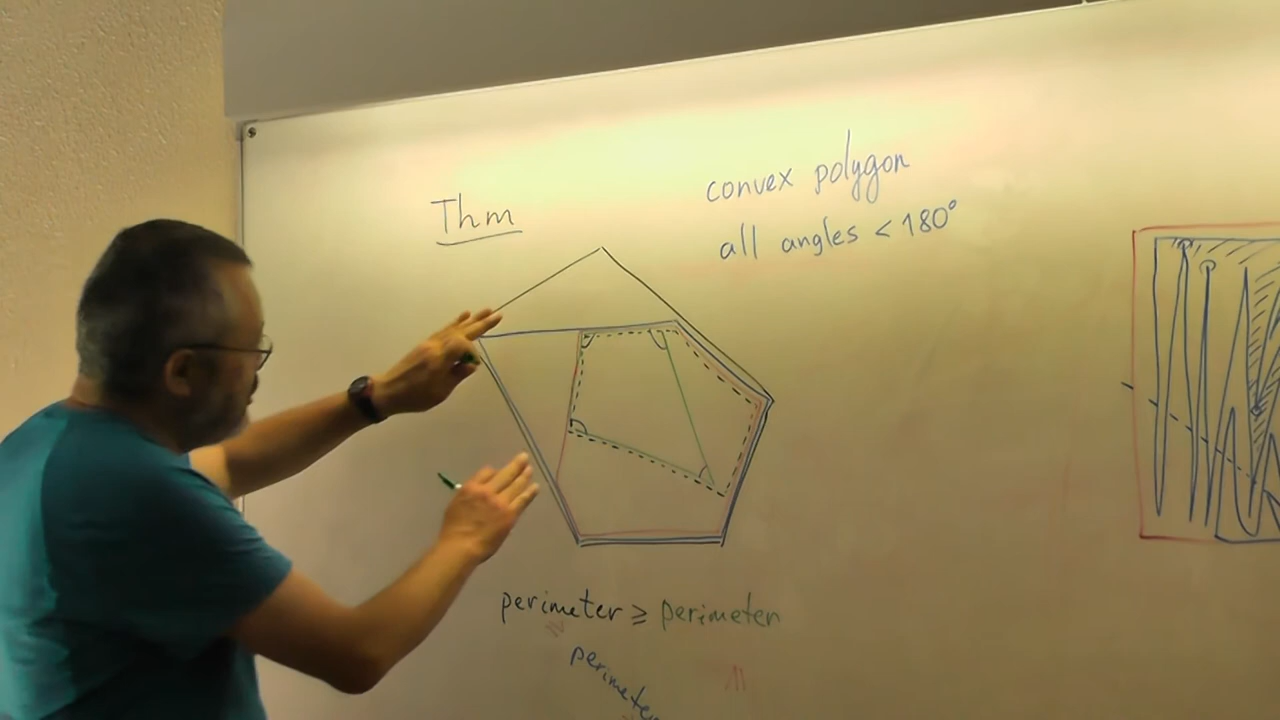 Thm
convex polygon
all angles < 180°
perimeter ≥ perimeter
perimeter